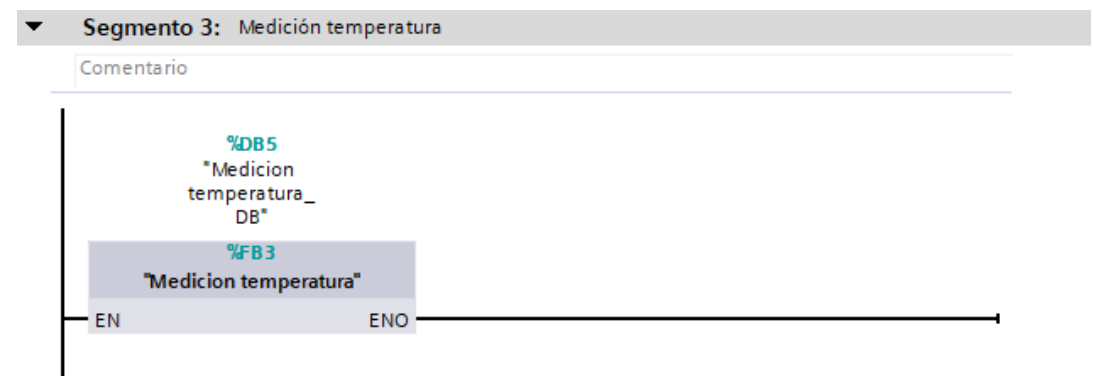 Segmento 3: Medición temperatura
Comentario
%DB5
"Medicion
temperatura_
DB"
%FB3
"Medicion temperatura"
EN ENO